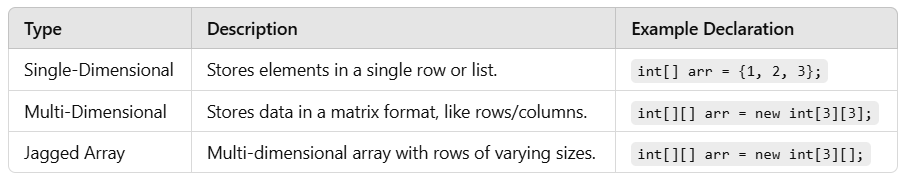 Type Description Example Declaration
Single-Dimensional Stores elements in a single row or list. int[] arr = {1, 2, 3};
Multi-Dimensional Stores data in a matrix format, like rows/columns. int[][] arr = new int[3][3];
Jagged Array Multi-dimensional array with rows of varying sizes. int[][] arr = new int[3][];